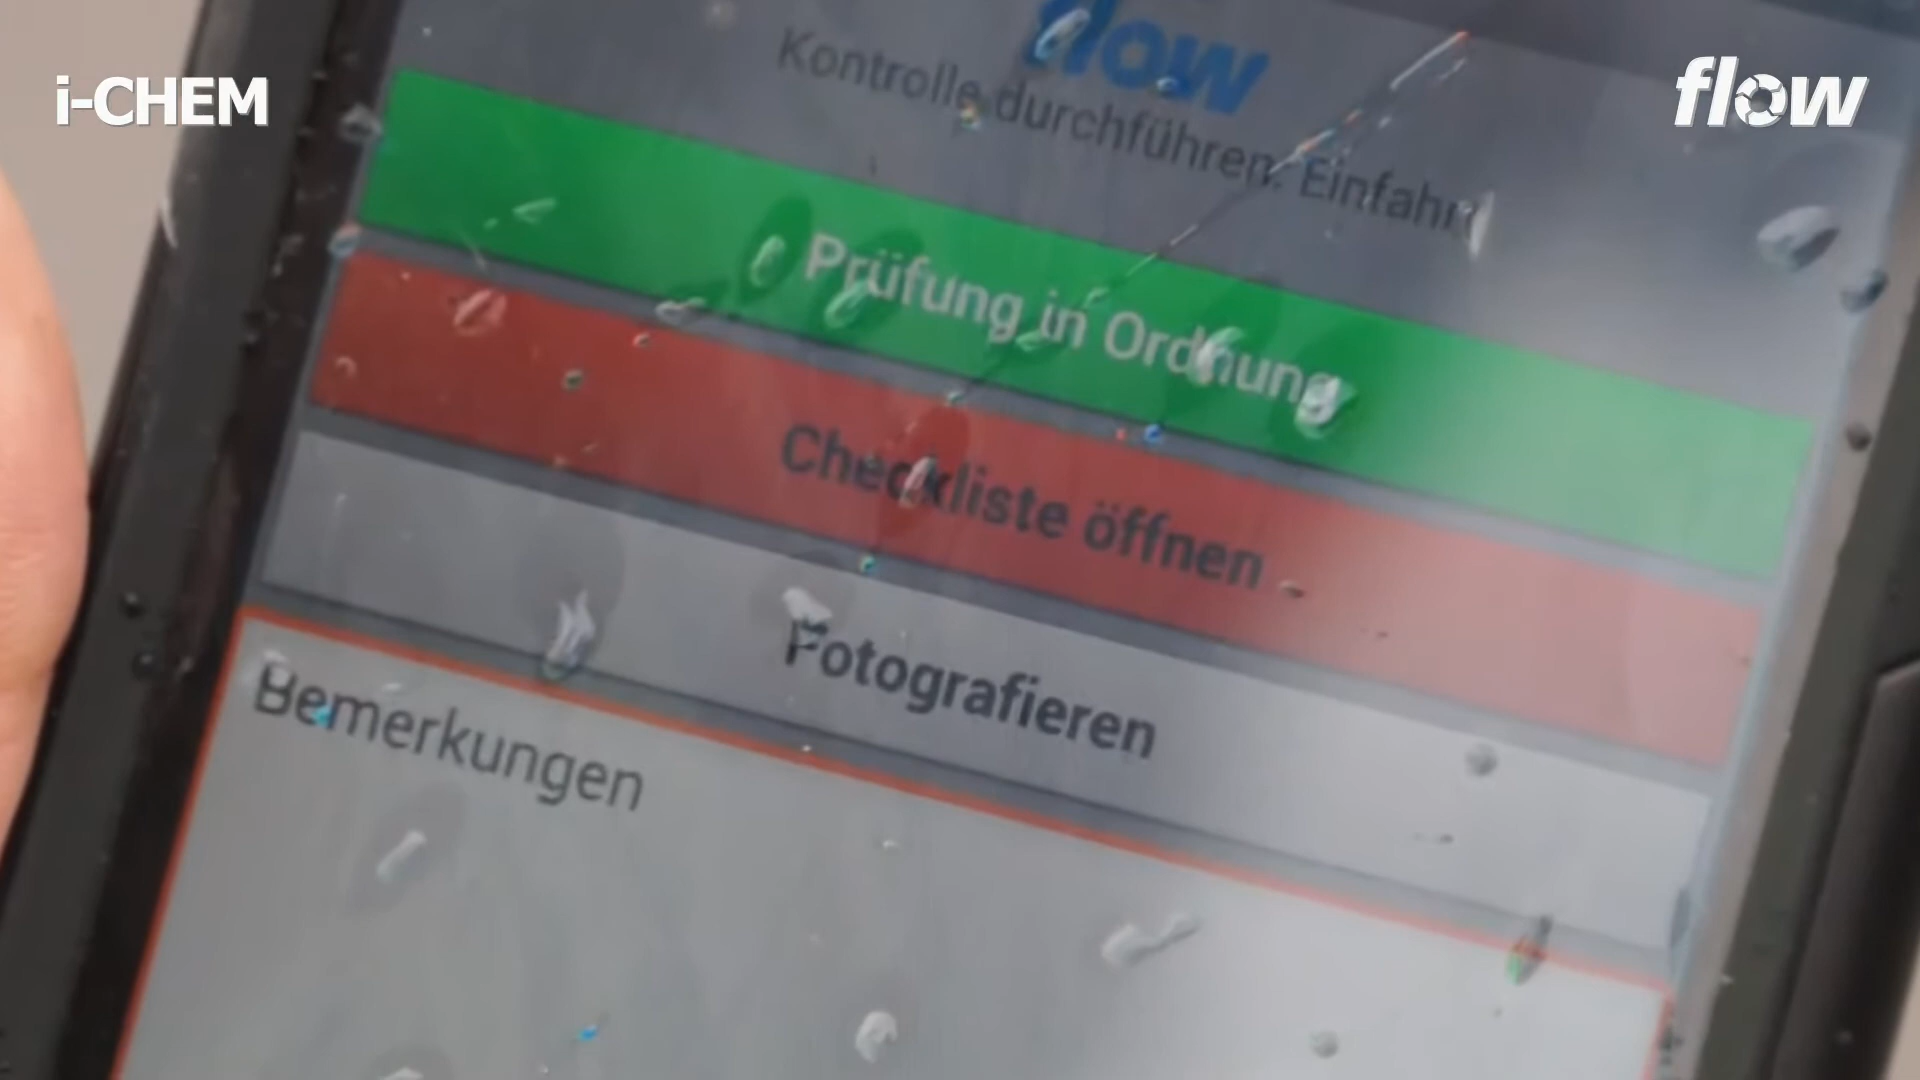 i-CHEM
flow
flow
Kontrolle durchführen: Einfahrt
Prüfung in Ordnung
Checkliste öffnen
Fotografieren
Bemerkungen